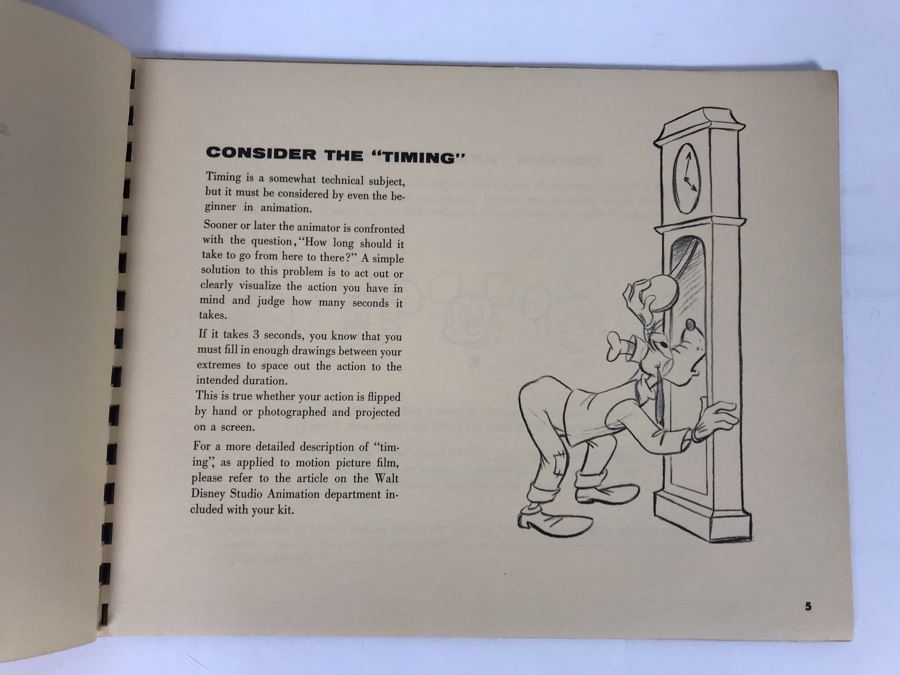 CONSIDER THE "TIMING"
Timing is a somewhat technical subject,
but it must be considered by even the be-
ginner in animation.
Sooner or later the animator is confronted
with the question, "How long should it
take to go from here to there?" A simple
solution to this problem is to act out or
clearly visualize the action you have in
mind and judge how many seconds it
takes.
If it takes 3 seconds, you know that you
must fill in enough drawings between your
extremes to space out the action to the
intended duration.
This is true whether your action is flipped
by hand or photographed and projected
on a screen.
For a more detailed description of "tim-
ing", as applied to motion picture film,
please refer to the article on the Walt
Disney Studio Animation department in-
cluded with your kit.
5